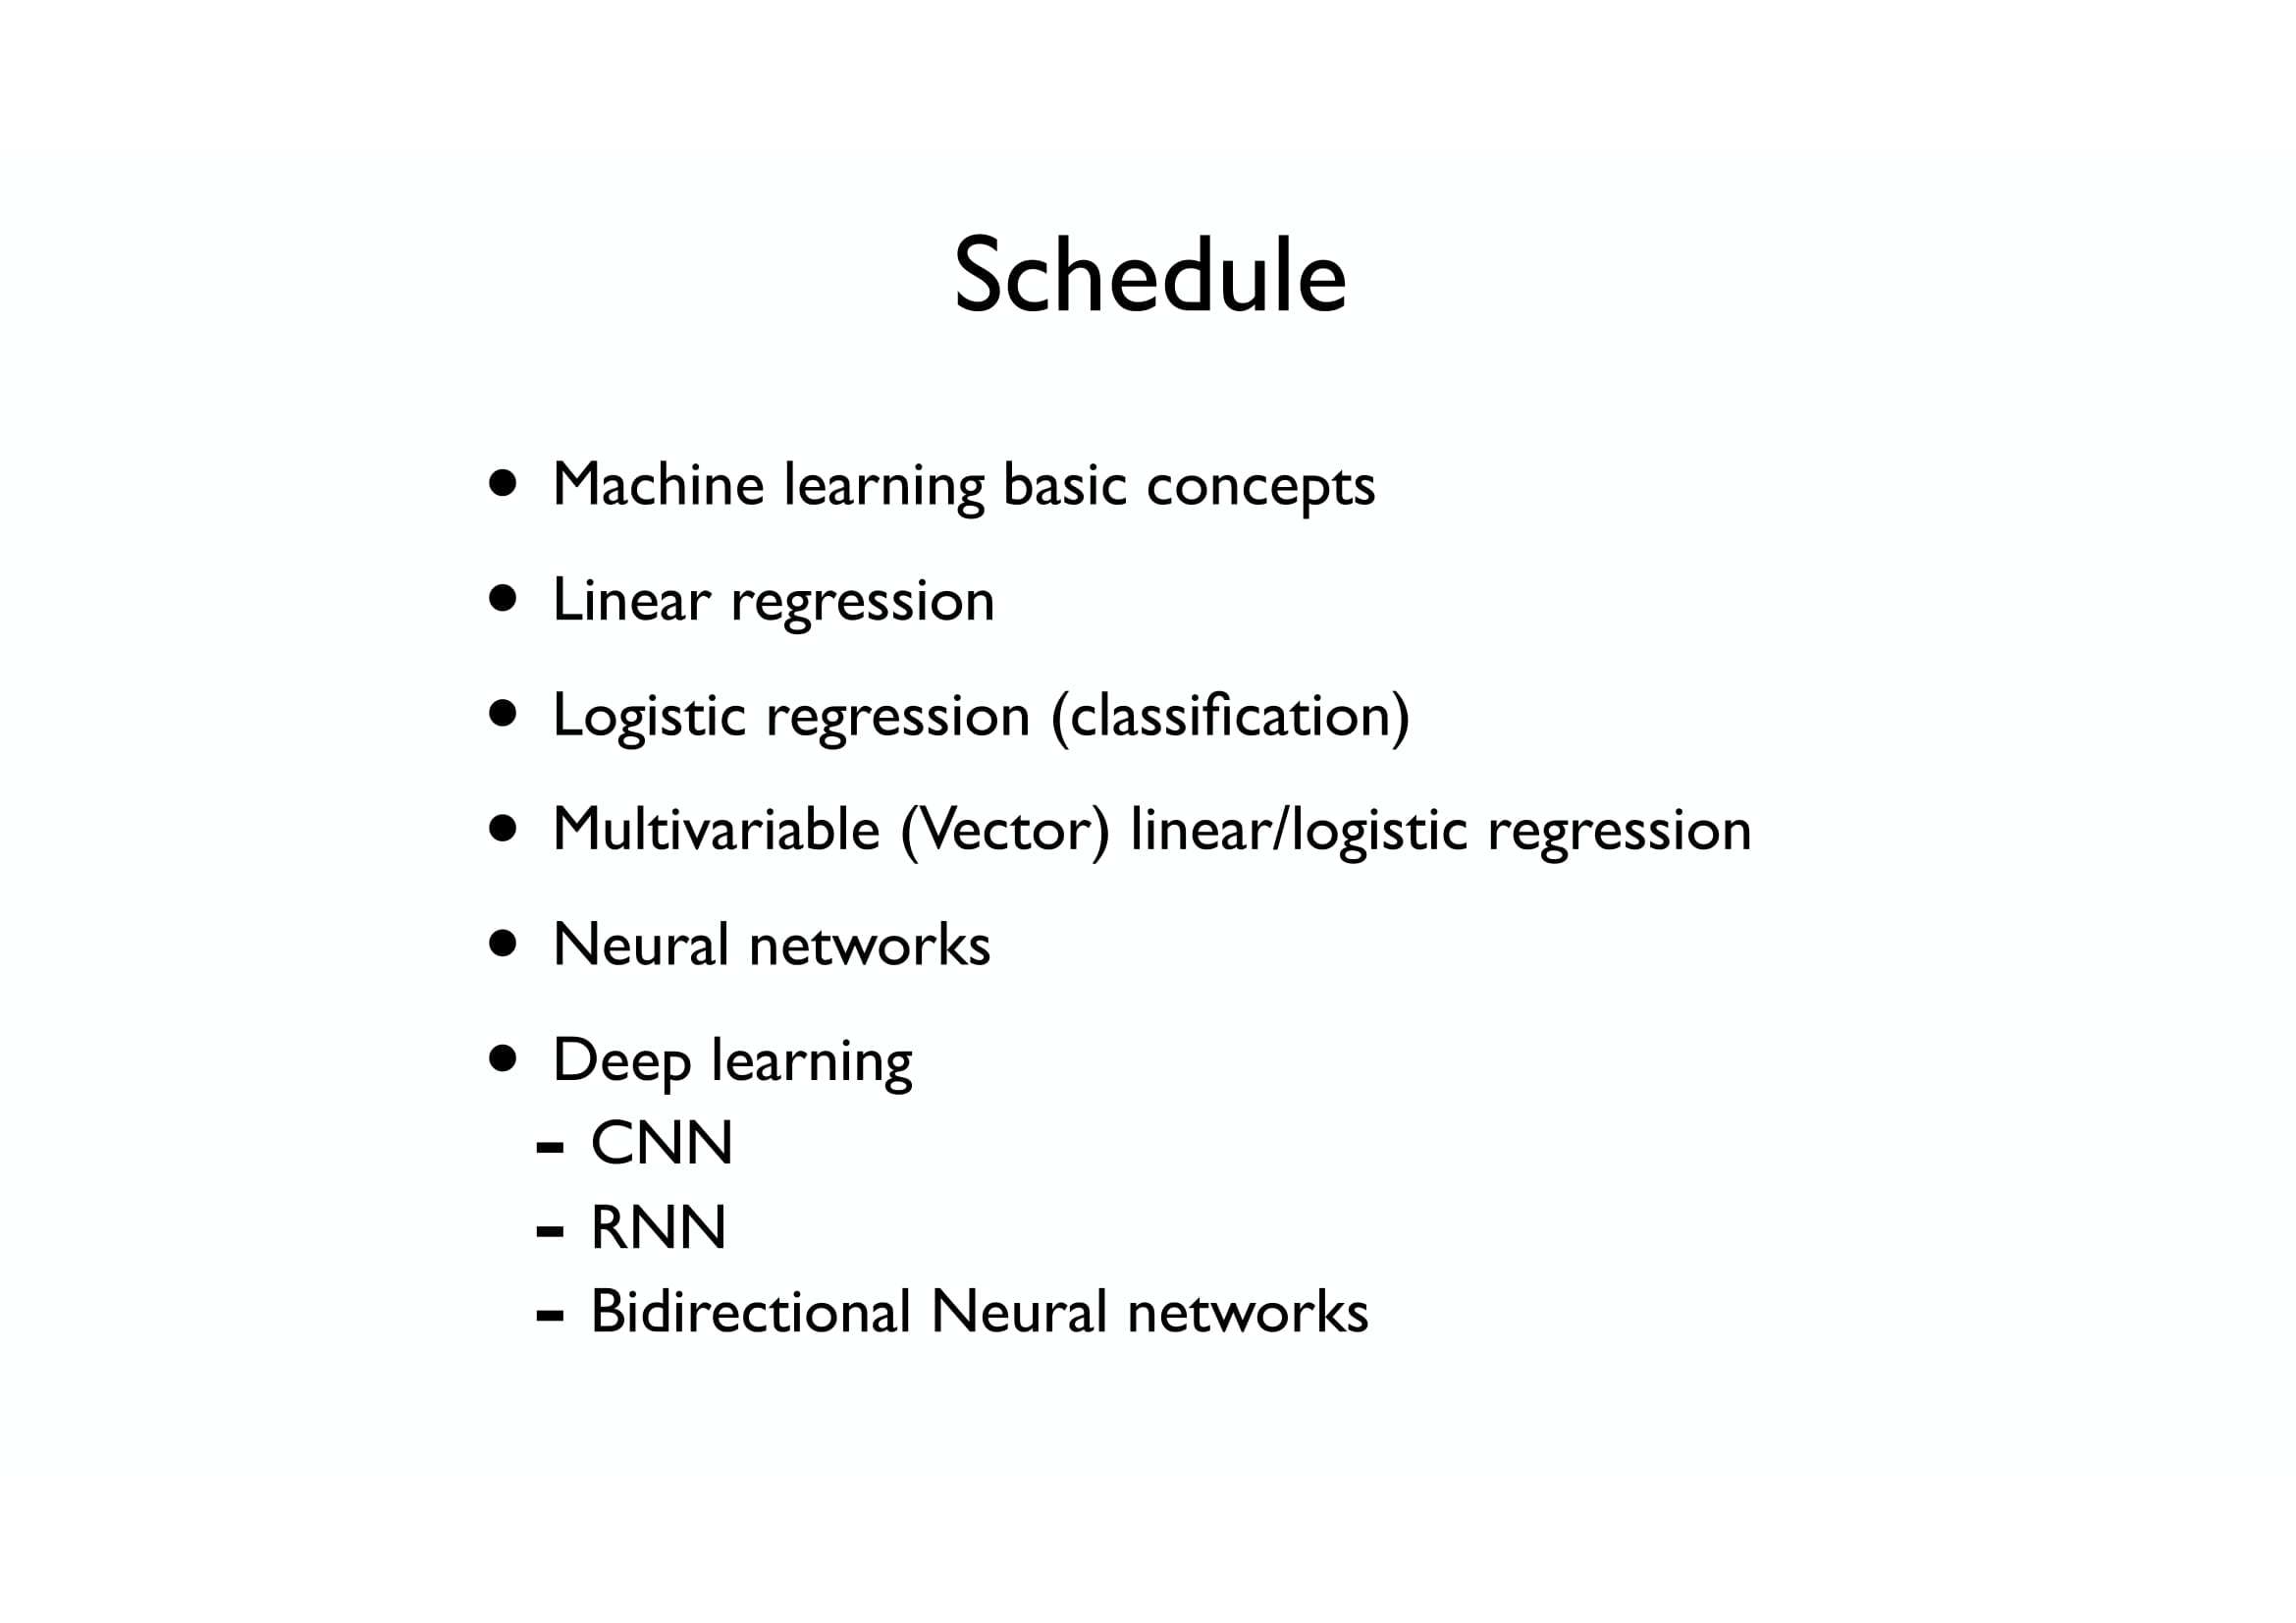 Schedule
• Machine learning basic concepts
• Linear regression
• Logistic regression (classification)
• Multivariable (Vector) linear/logistic regression
• Neural networks
• Deep learning
- CNN
- RNN
- Bidirectional Neural networks